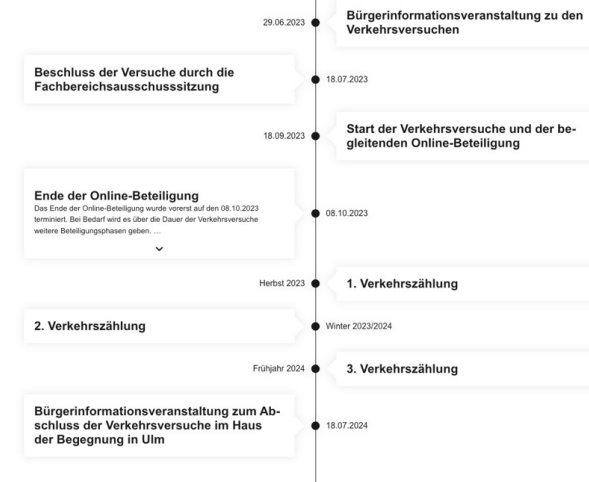 29.06.2023
Bürgerinformationsveranstaltung zu den
Verkehrsversuchen
Beschluss der Versuche durch die
Fachbereichsausschusssitzung
18.07.2023
18.09.2023
Start der Verkehrsversuche und der be-
gleitenden Online-Beteiligung
Ende der Online-Beteiligung
Das Ende der Online-Beteiligung wurde vorerst auf den 08.10.2023
terminiert. Bei Bedarf wird es über die Dauer der Verkehrsversuche
weitere Beteiligungsphasen geben. ...
08.10.2023
Herbst 2023
1. Verkehrszählung
2. Verkehrszählung
Winter 2023/2024
Frühjahr 2024
3. Verkehrszählung
Bürgerinformationsveranstaltung zum Ab-
schluss der Verkehrsversuche im Haus
der Begegnung in Ulm
18.07.2024